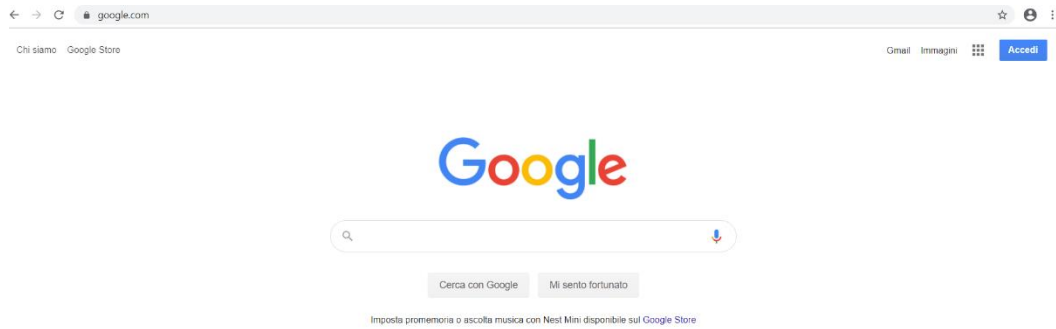 google.com
Chi siamo Google Store Gmail Immagini Accedi
Google
Cerca con Google Mi sento fortunato
Imposta promemoria o ascolta musica con Nest Mini disponibile sul Google Store